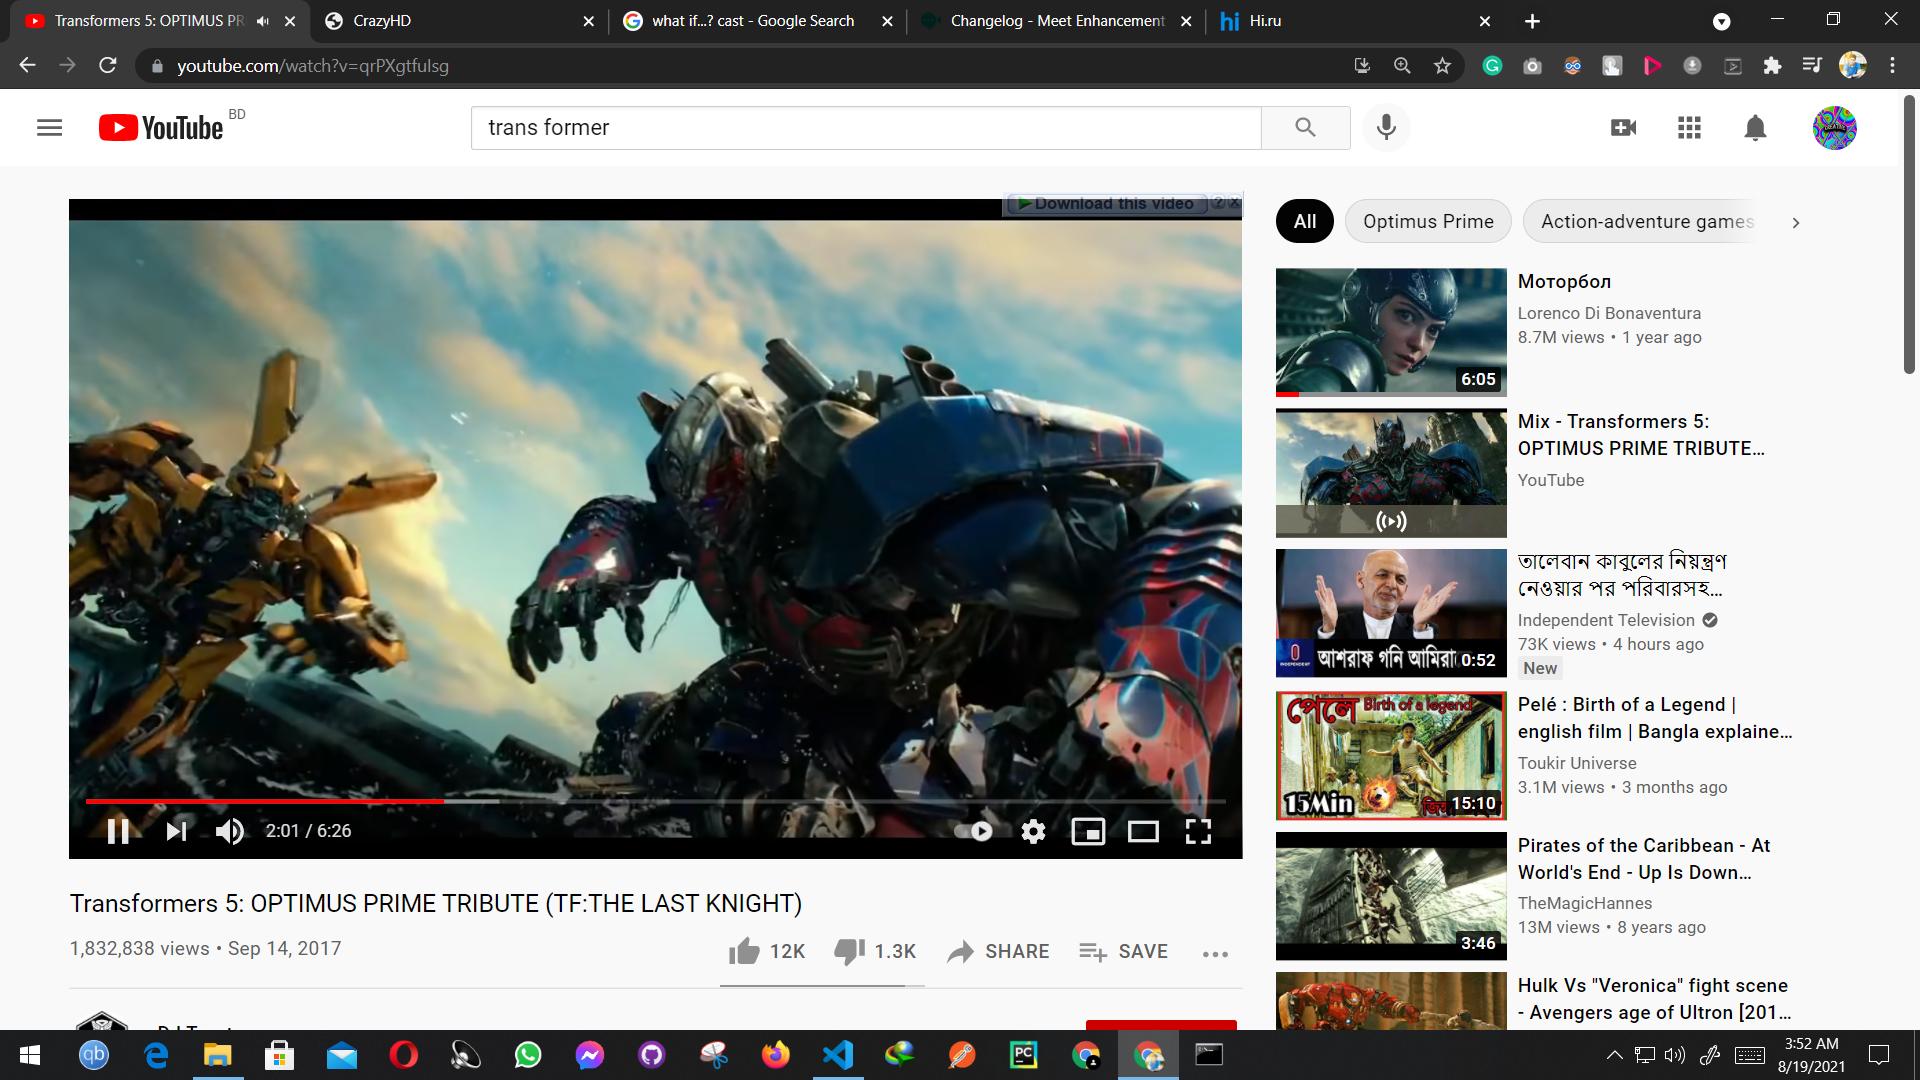 Transformers 5: OPTIMUS PR
CrazyHD
what if...? cast - Google Search
Changelog - Meet Enhancement
Hi.ru
youtube.com/watch?v=qrPXgtfuIsg
YouTube BD
trans former
Download this video
2:01 / 6:26
Transformers 5: OPTIMUS PRIME TRIBUTE (TF:THE LAST KNIGHT)
1,832,838 views • Sep 14, 2017
12K
1.3K
SHARE
SAVE
All
Optimus Prime
Action-adventure games
6:05
Моторбол
Lorenco Di Bonaventura
8.7M views • 1 year ago
Mix - Transformers 5:
OPTIMUS PRIME TRIBUTE...
YouTube
INDEPENDENT
0:52
তালেবান কাবুলের নিয়ন্ত্রণ
নেওয়ার পর পরিবারসহ...
Independent Television
73K views • 4 hours ago
New
পেলে Birth of a legend
15Min
15:10
Pelé : Birth of a Legend |
english film | Bangla explaine...
Toukir Universe
3.1M views • 3 months ago
3:46
Pirates of the Caribbean - At
World's End - Up Is Down...
TheMagicHannes
13M views • 8 years ago
Hulk Vs "Veronica" fight scene
- Avengers age of Ultron [201...
qb
PC
3:52 AM
8/19/2021